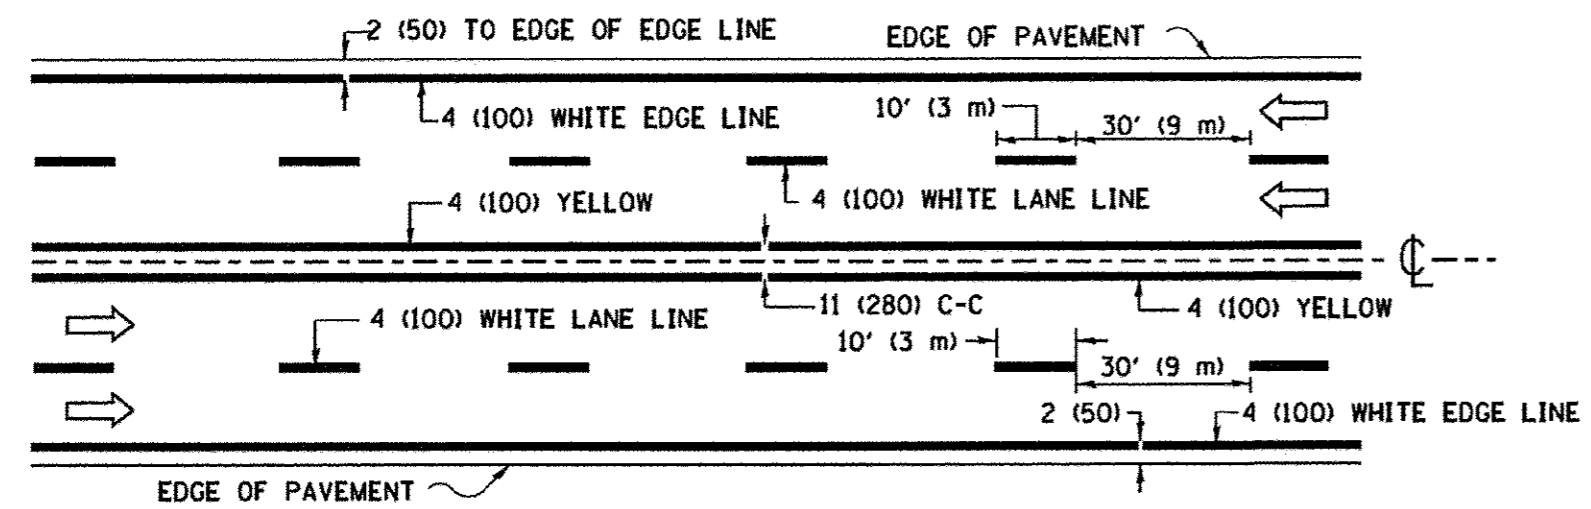 2 (50) TO EDGE OF EDGE LINE
EDGE OF PAVEMENT
4 (100) WHITE EDGE LINE
10' (3 m)
30' (9 m)
4 (100) YELLOW
4 (100) WHITE LANE LINE
℄
4 (100) WHITE LANE LINE
11 (280) C-C
4 (100) YELLOW
10' (3 m)
30' (9 m)
2 (50)
4 (100) WHITE EDGE LINE
EDGE OF PAVEMENT